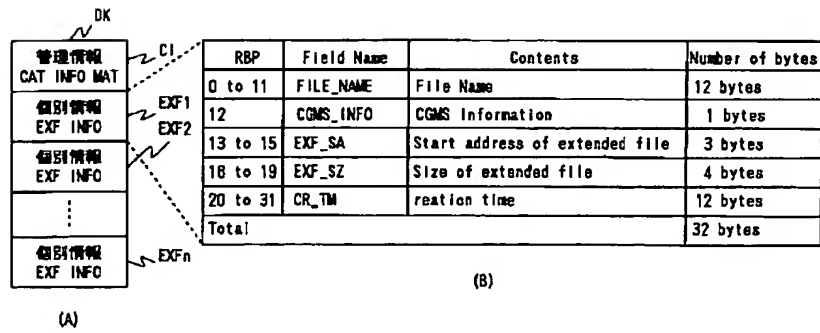 DK
管理情報
CAT INFO MAT
CI
個別情報
EXF INFO
EXF1
EXF2
個別情報
EXF INFO
個別情報
EXF INFO
EXFn
(A)
RBP Field Name Contents Number of bytes
0 to 11 FILE_NAME File Name 12 bytes
12 CGMS_INFO CGMS Information 1 bytes
13 to 15 EXF_SA Start address of extended file 3 bytes
16 to 19 EXF_SZ Size of extended file 4 bytes
20 to 31 CR_TM reation time 12 bytes
Total 32 bytes
(B)